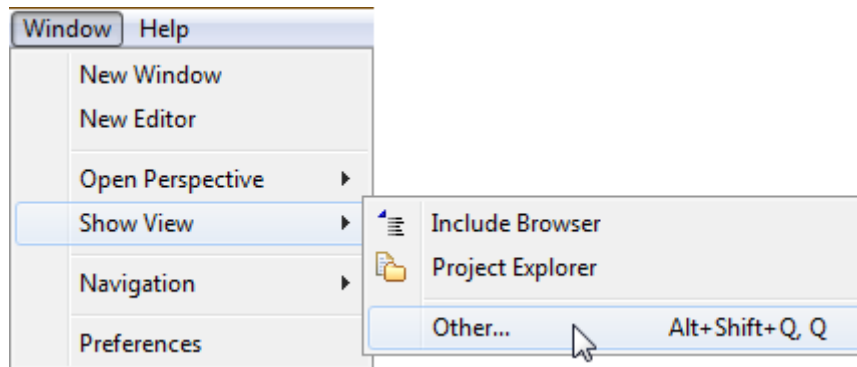 Window Help
New Window
New Editor
Open Perspective
Show View
Include Browser
Project Explorer
Other... Alt+Shift+Q, Q
Navigation
Preferences